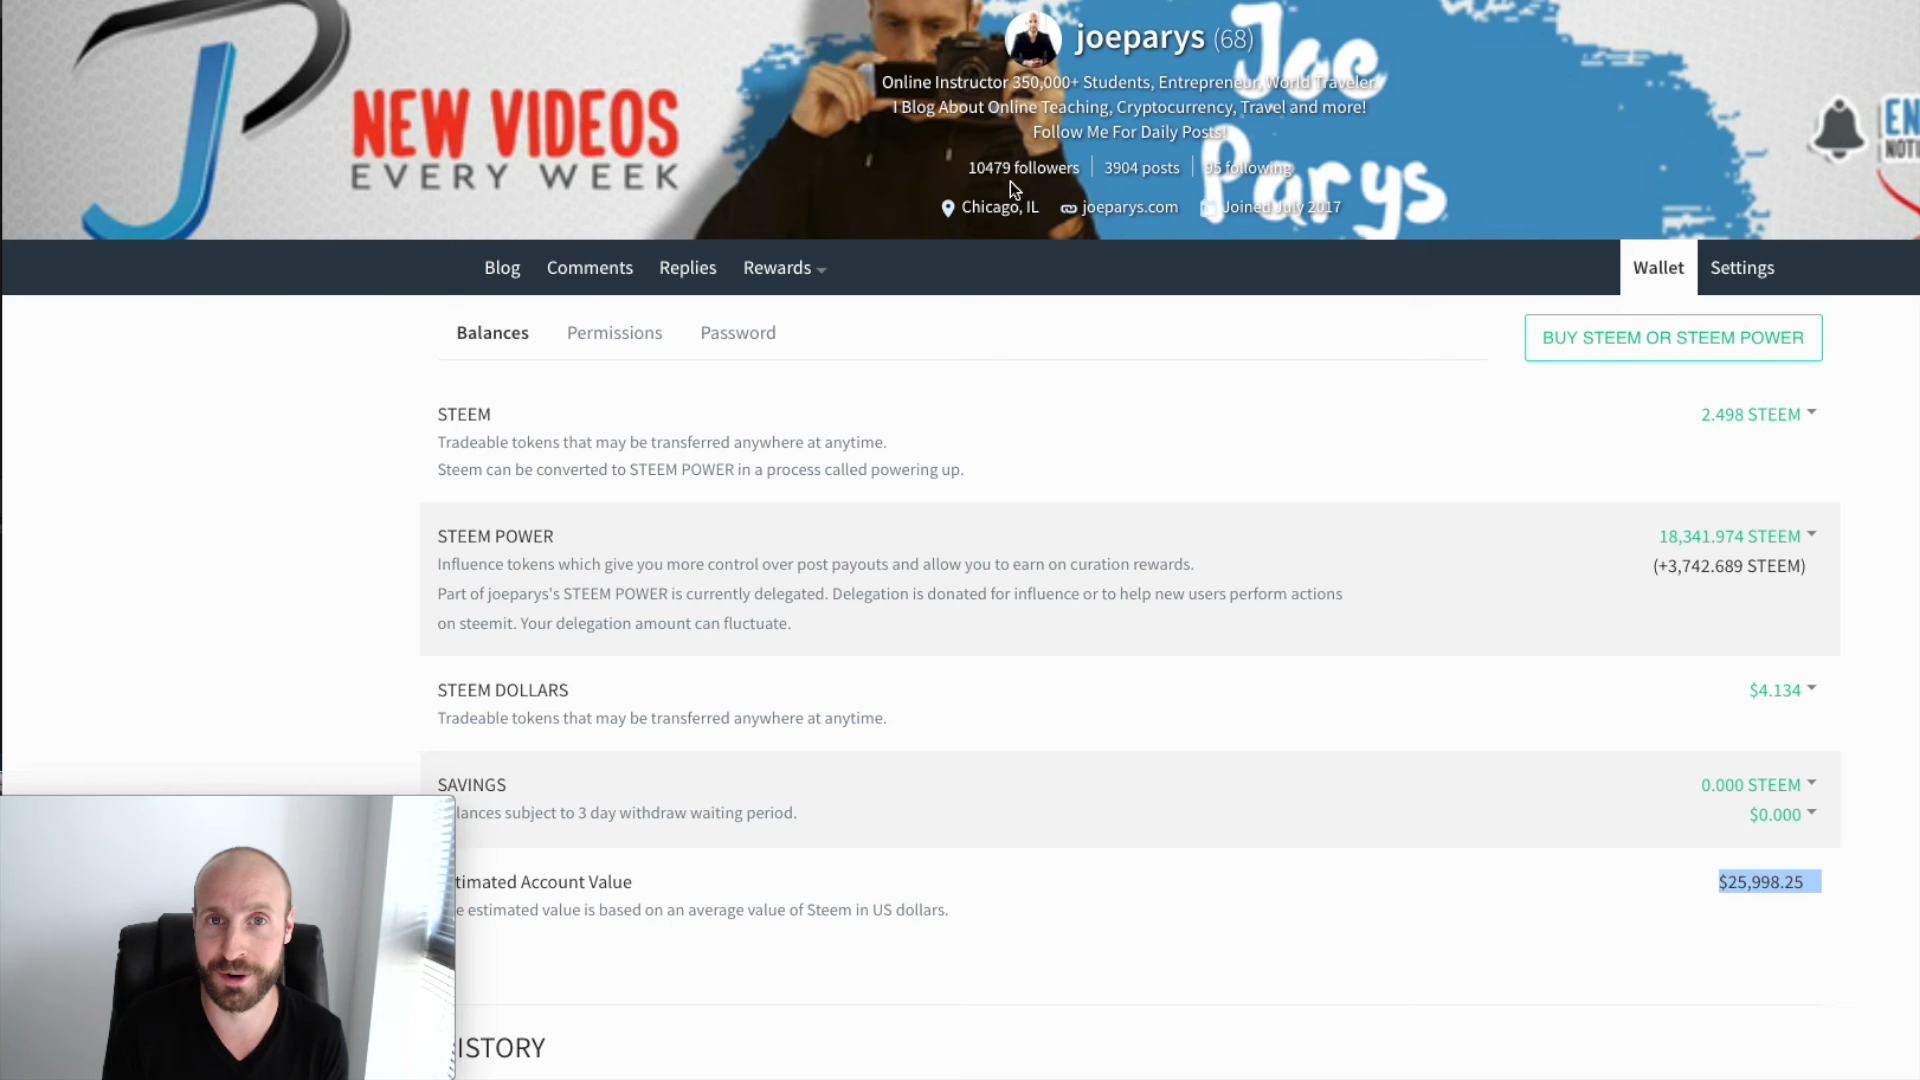 JP
NEW VIDEOS
EVERY WEEK
Joe
Parys
joeparys (68)
Online Instructor 350,000+ Students, Entrepreneur, World Traveler.
I Blog About Online Teaching, Cryptocurrency, Travel and more!
Follow Me For Daily Posts!
10479 followers
3904 posts
95 following
Chicago, IL
joeparys.com
Joined July 2017
Blog
Comments
Replies
Rewards
Wallet
Settings
Balances
Permissions
Password
BUY STEEM OR STEEM POWER
STEEM
2.498 STEEM
Tradeable tokens that may be transferred anywhere at anytime.
Steem can be converted to STEEM POWER in a process called powering up.
STEEM POWER
18,341.974 STEEM
Influence tokens which give you more control over post payouts and allow you to earn on curation rewards.
(+3,742.689 STEEM)
Part of joeparys's STEEM POWER is currently delegated. Delegation is donated for influence or to help new users perform actions
on steemit. Your delegation amount can fluctuate.
STEEM DOLLARS
$4.134
Tradeable tokens that may be transferred anywhere at anytime.
SAVINGS
0.000 STEEM
lances subject to 3 day withdraw waiting period.
$0.000
timated Account Value
$25,998.25
e estimated value is based on an average value of Steem in US dollars.
ISTORY